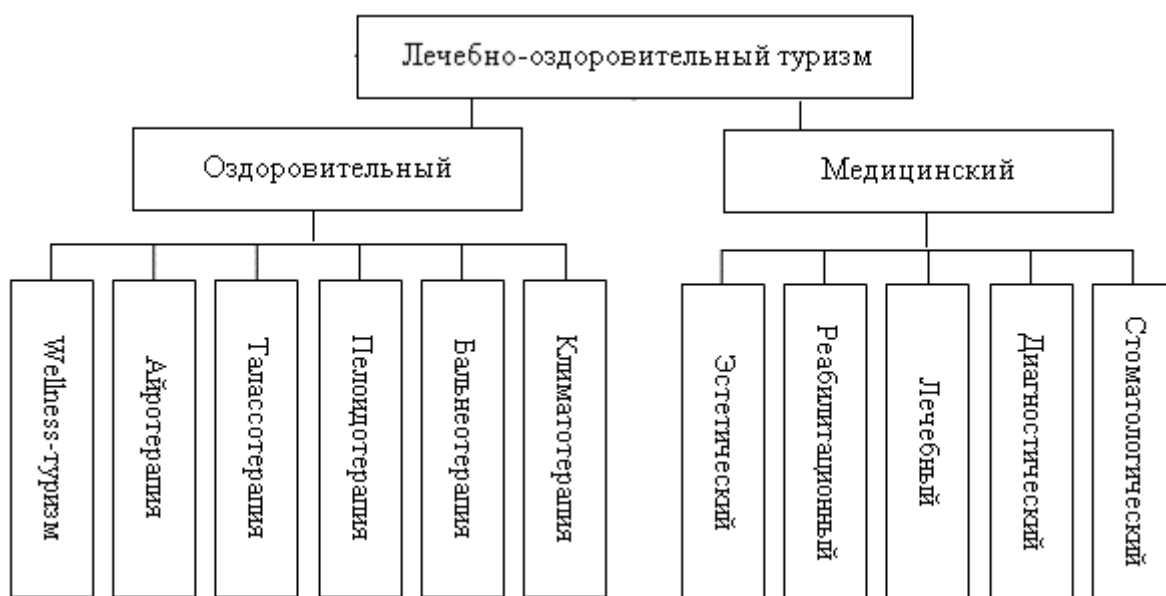 Лечебно-оздоровительный туризм
Оздоровительный
Медицинский
Wellness-туризм
Айротерапия
Талассотерапия
Пелоидотерапия
Бальнеотерапия
Климатотерапия
Эстетический
Реабилитационный
Лечебный
Диагностический
Стоматологический